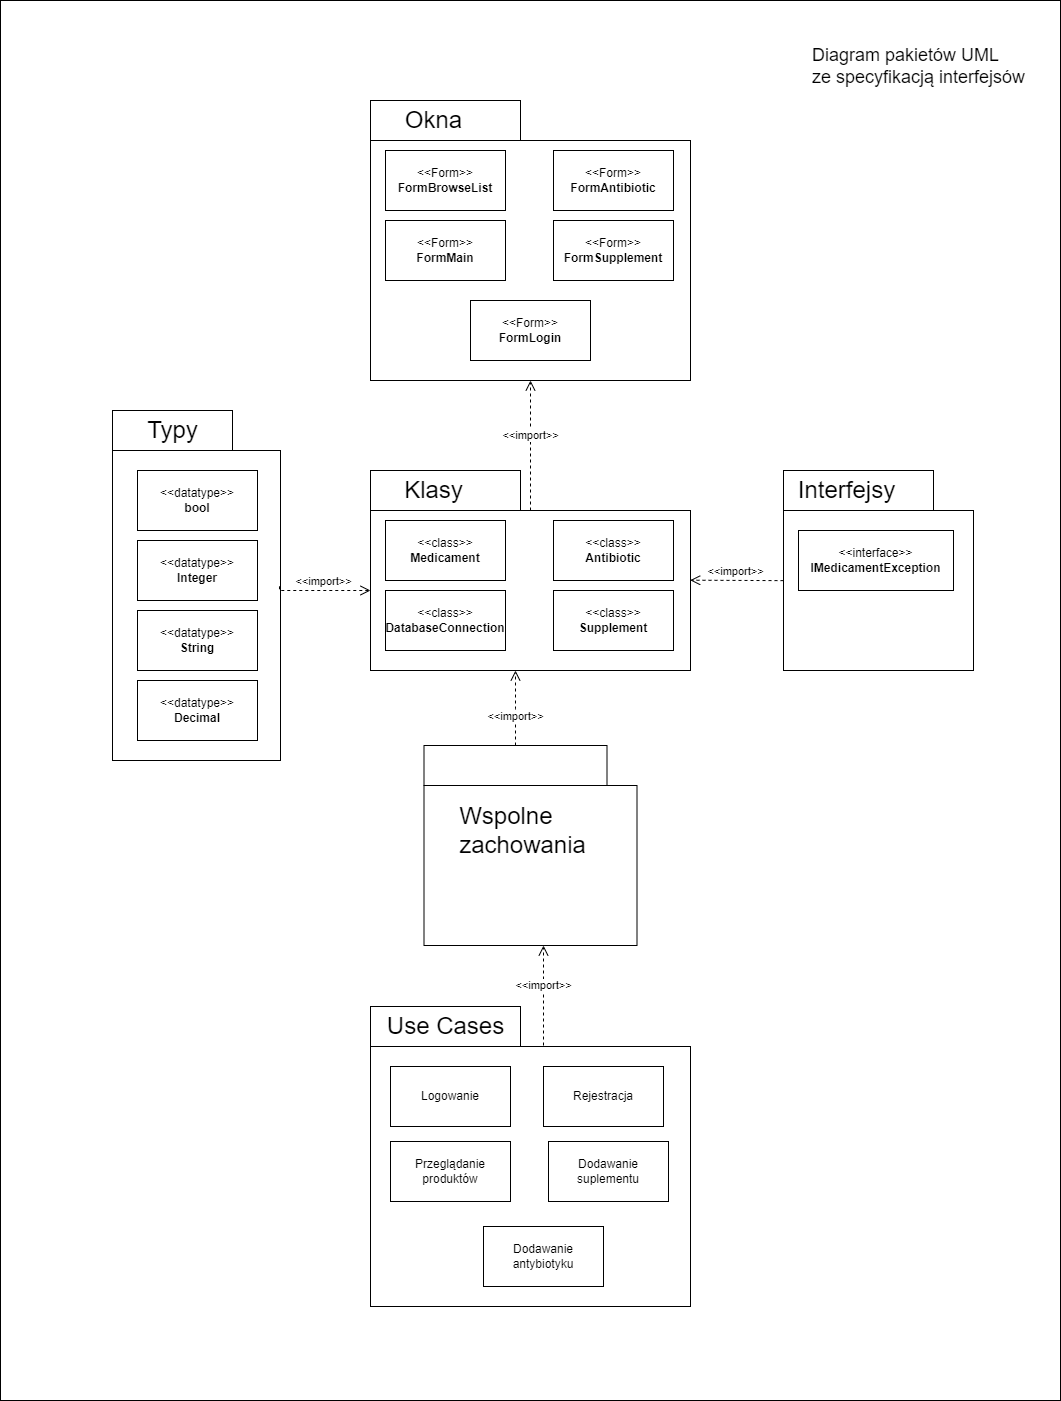 Diagram pakietów UML
ze specyfikacją interfejsów
Okna
<<Form>>
FormBrowseList
<<Form>>
FormAntibiotic
<<Form>>
FormMain
<<Form>>
FormSupplement
<<Form>>
FormLogin
<<import>>
Typy
<<datatype>>
bool
<<datatype>>
Integer
<<datatype>>
String
<<datatype>>
Decimal
<<import>>
Klasy
<<class>>
Medicament
<<class>>
Antibiotic
<<class>>
DatabaseConnection
<<class>>
Supplement
<<import>>
Interfejsy
<<interface>>
IMedicamentException
<<import>>
Wspolne
zachowania
<<import>>
Use Cases
Logowanie
Rejestracja
Przeglądanie
produktów
Dodawanie
suplementu
Dodawanie
antybiotyku